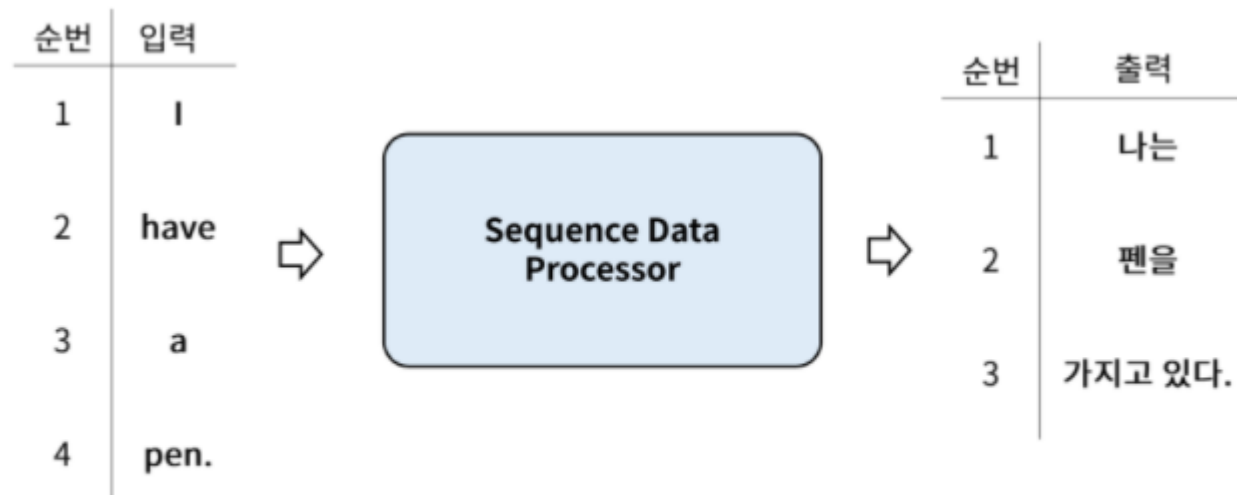 순번 입력
1 I
2 have
3 a
4 pen.
Sequence Data
Processor
순번 출력
1 나는
2 펜을
3 가지고 있다.